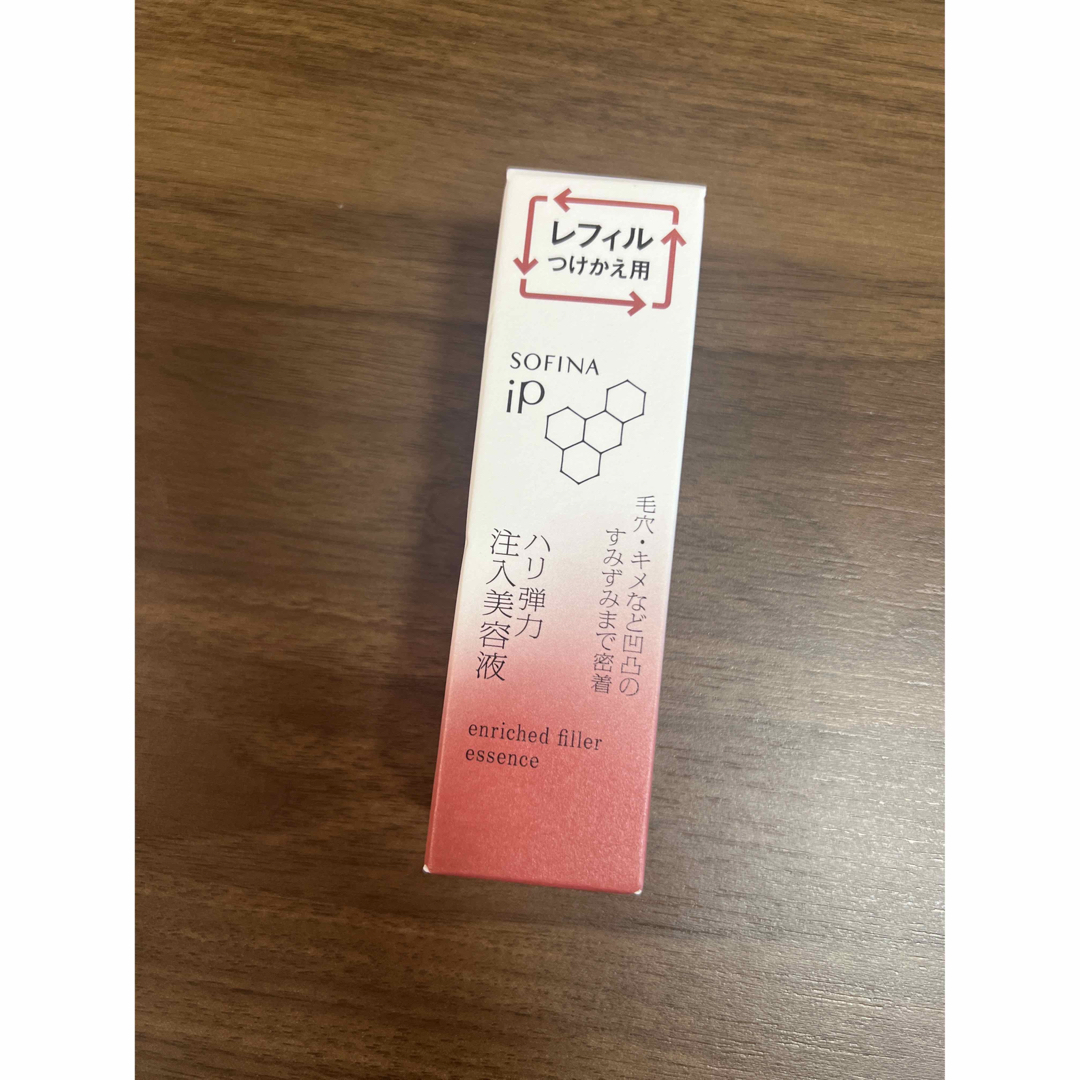 レフィル
つけかえ用
SOFINA
iP
毛穴・キメなど凹凸の
すみずみまで密着
ハリ弾力
注入美容液
enriched filler
essence